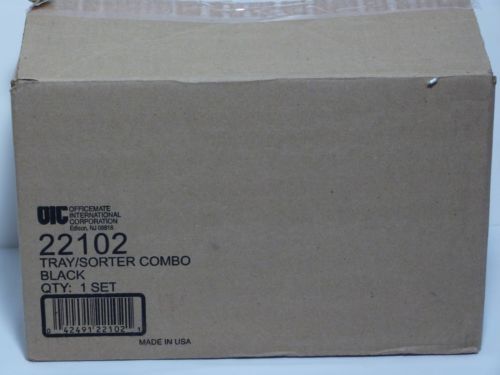 OIC OFFICEMATE
INTERNATIONAL
CORPORATION
Edison, NJ 08818
22102
TRAY/SORTER COMBO
BLACK
QTY: 1 SET
0 42491 22102 1
MADE IN USA